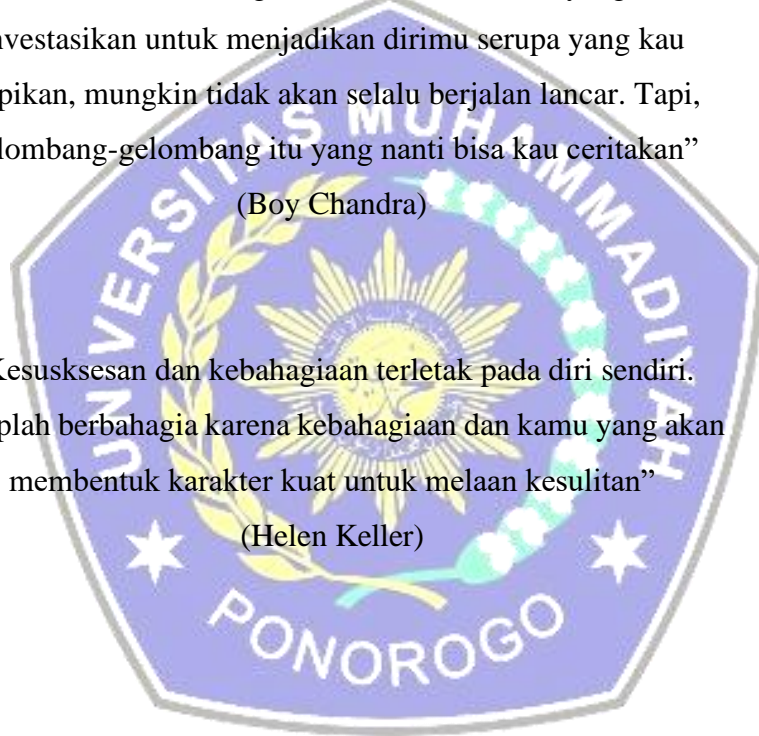 nvestasikan untuk menjadikan dirimu serupa yang kau
pikan, mungkin tidak akan selalu berjalan lancar. Tapi,
lombang-gelombang itu yang nanti bisa kau ceritakan”
(Boy Chandra)
Kesusksesan dan kebahagiaan terletak pada diri sendiri.
plah berbahagia karena kebahagiaan dan kamu yang akan
membentuk karakter kuat untuk melaan kesulitan”
(Helen Keller)
UNIVERSITAS MUHAMMADIYAH
PONOROGO